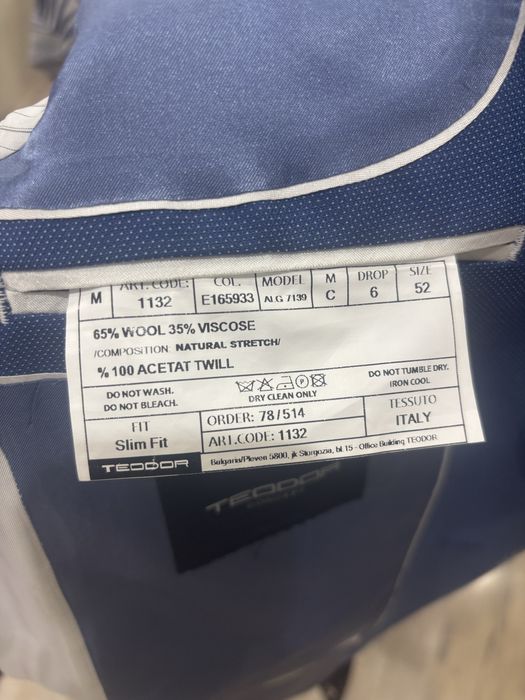 M
ART. CODE:
1132
COL.
E165933
MODEL
ALG 7139
M
C
DROP
6
SIZE
52
65% WOOL 35% VISCOSE
/COMPOSITION: NATURAL STRETCH/
% 100 ACETAT TWILL
DO NOT WASH.
DO NOT BLEACH.
DRY CLEAN ONLY
DO NOT TUMBLE DRY.
IRON COOL.
FIT
Slim Fit
ORDER: 78/514
ART.CODE: 1132
TESSUTO
ITALY
TEODOR
Bulgaria/Pleven 5800, jk Storgozia, bl.15 - Office Building TEODOR
TEODOR